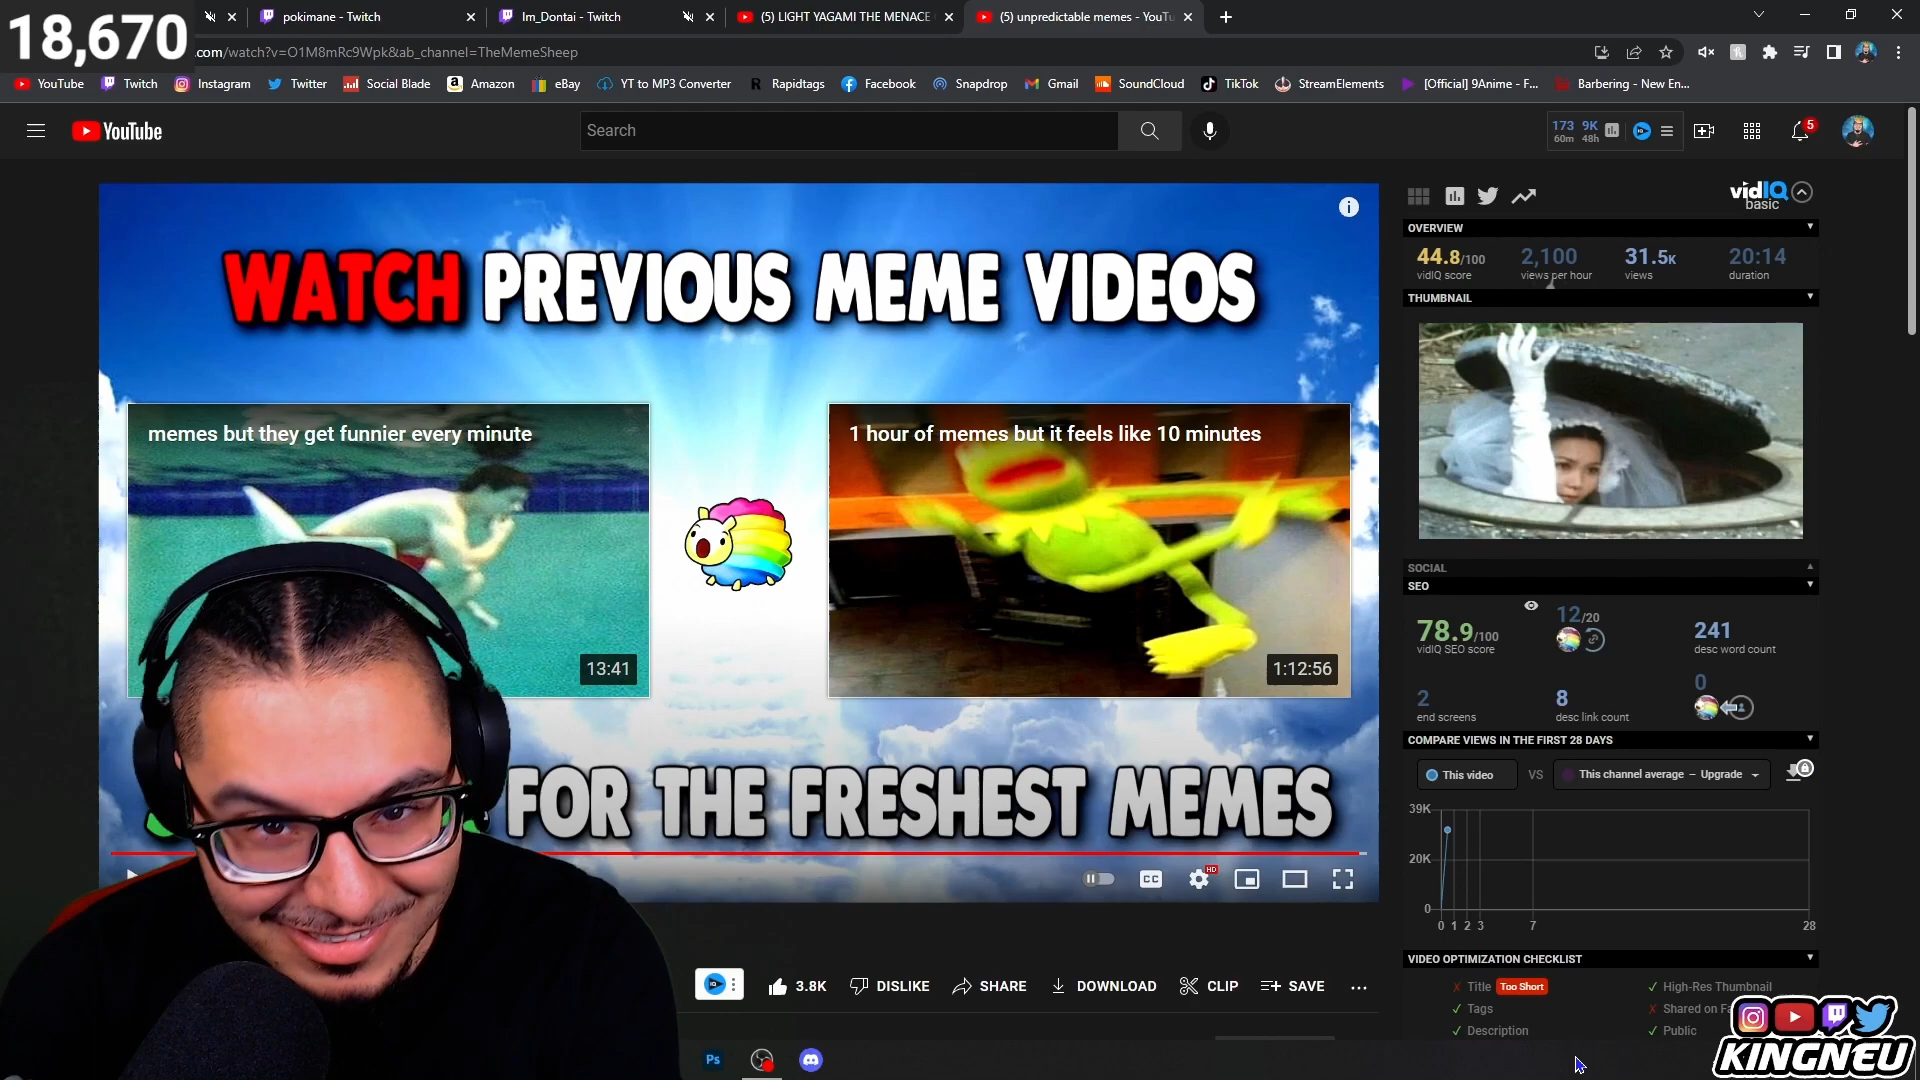 18,670
pokimane - Twitch
Im_Dontai - Twitch
(5) LIGHT YAGAMI THE MENACE
(5) unpredictable memes - YouTu
.com/watch?v=O1M8mRc9Wpk&ab_channel=TheMemeSheep
YouTube
Twitch
Instagram
Twitter
Social Blade
Amazon
eBay
YT to MP3 Converter
Rapidtags
Facebook
Snapdrop
Gmail
SoundCloud
TikTok
StreamElements
[Official] 9Anime - F...
Barbering - New En...
YouTube
Search
173 9K
60m 48h
5
WATCH PREVIOUS MEME VIDEOS
memes but they get funnier every minute
13:41
1 hour of memes but it feels like 10 minutes
1:12:56
FOR THE FRESHEST MEMES
CC
HD
3.8K
DISLIKE
SHARE
DOWNLOAD
CLIP
SAVE
vidIQ
basic
OVERVIEW
44.8/100 2,100 31.5K 20:14
vidIQ score views per hour views duration
THUMBNAIL
SOCIAL
SEO
78.9/100 12/20 241
vidIQ SEO score desc word count
2 8 0
end screens desc link count
COMPARE VIEWS IN THE FIRST 28 DAYS
This video VS This channel average – Upgrade
39K
20K
0
0 1 2 3 7 28
VIDEO OPTIMIZATION CHECKLIST
Title Too Short High-Res Thumbnail
Tags Shared on Fa
Description Public
Ps
KINGNEU